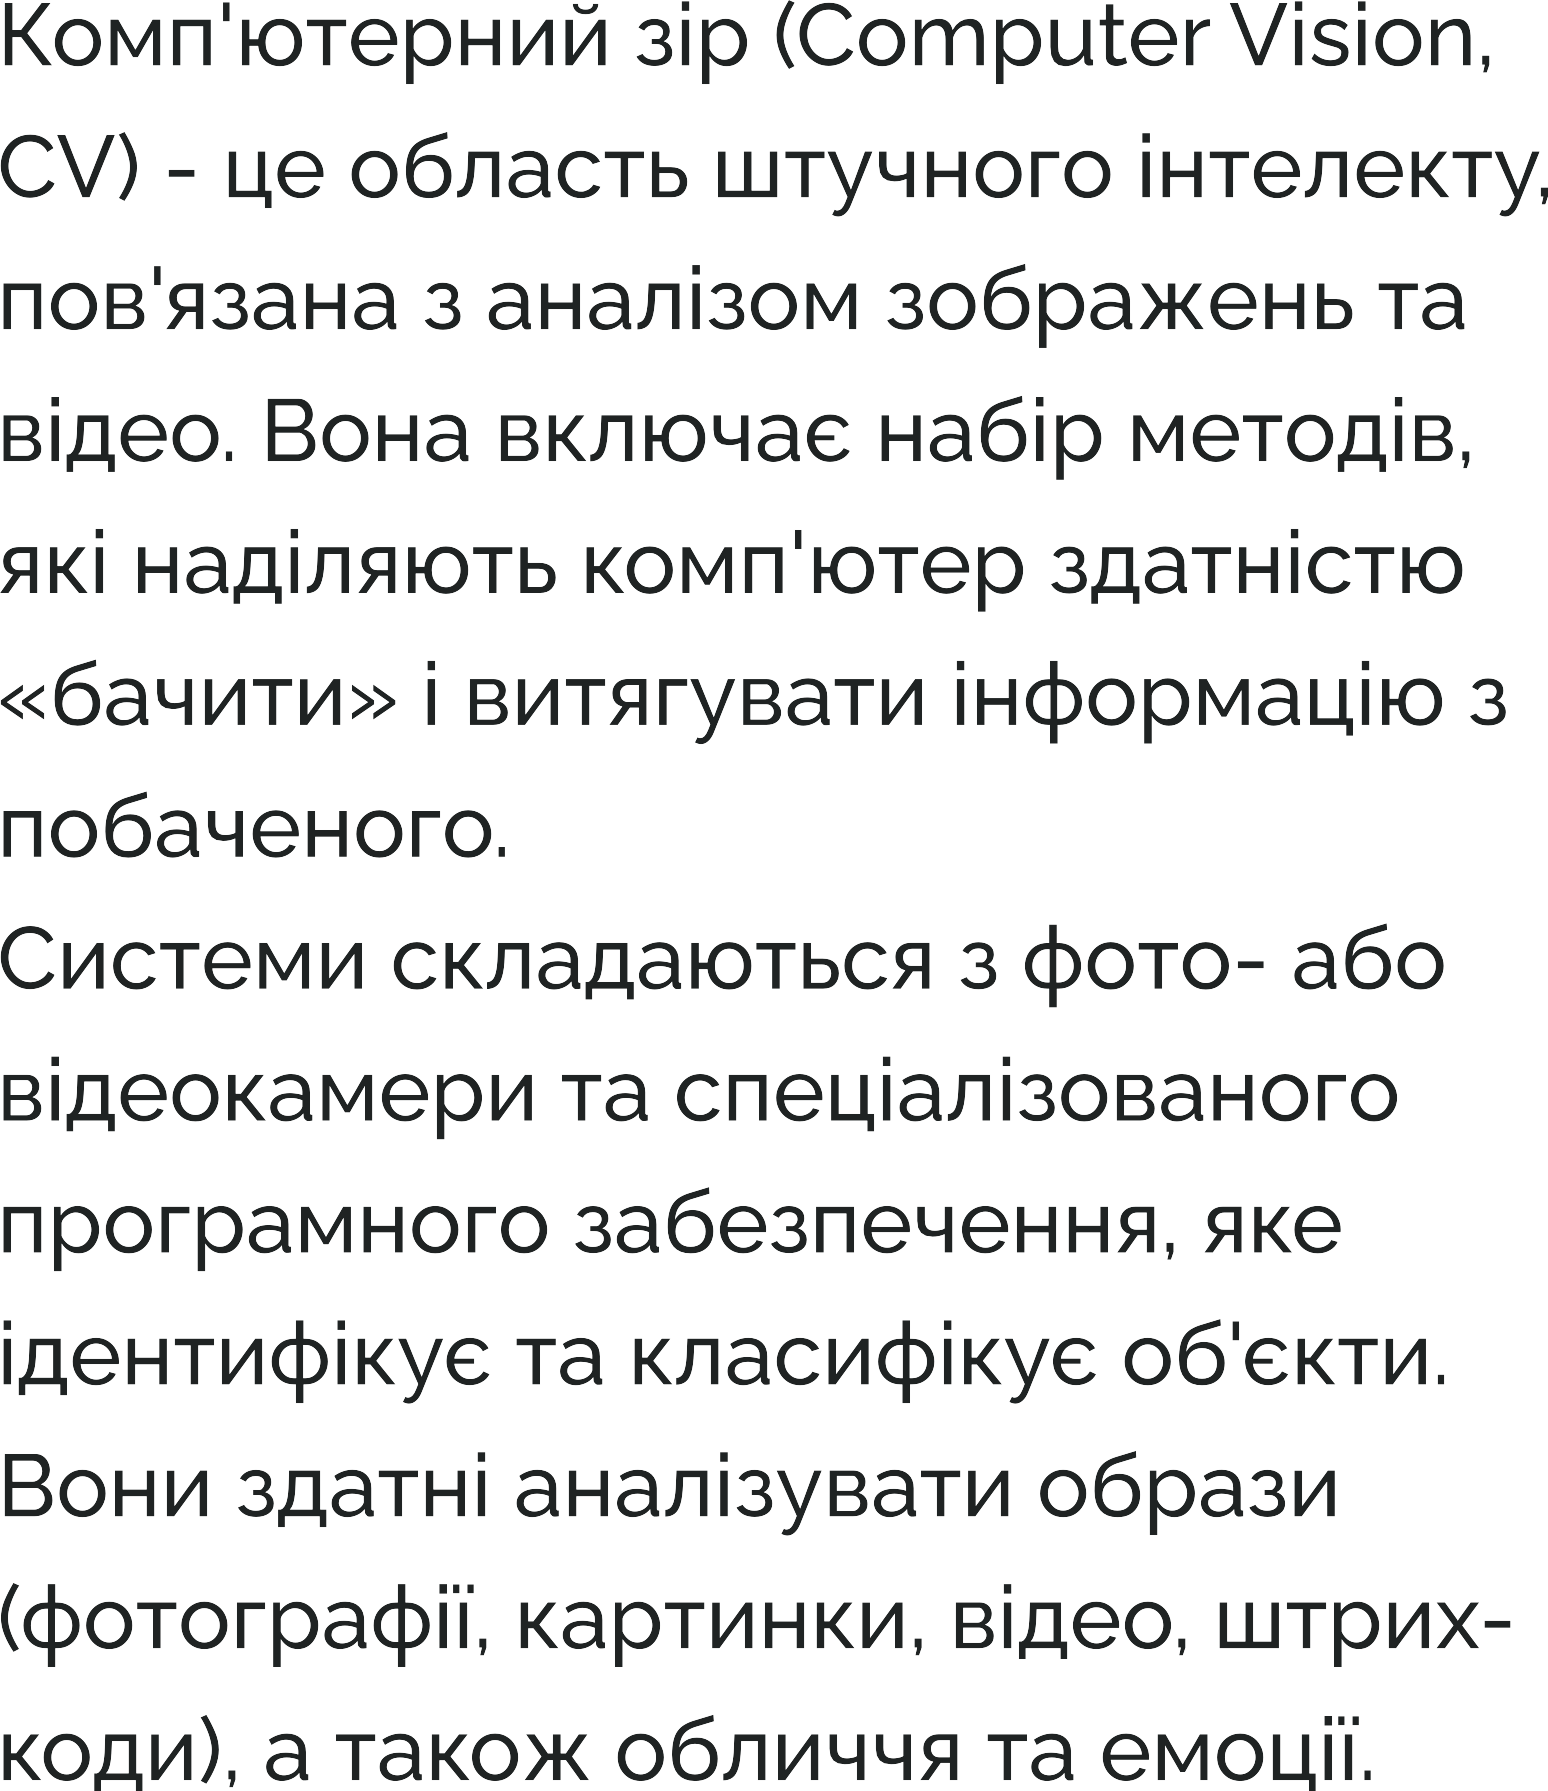 Комп'ютерний зір (Computer Vision,
CV) - це область штучного інтелекту,
пов'язана з аналізом зображень та
відео. Вона включає набір методів,
які наділяють комп'ютер здатністю
«бачити» і витягувати інформацію з
побаченого.
Системи складаються з фото- або
відеокамери та спеціалізованого
програмного забезпечення, яке
ідентифікує та класифікує об'єкти.
Вони здатні аналізувати образи
(фотографії, картинки, відео, штрих-
коди), а також обличчя та емоції.